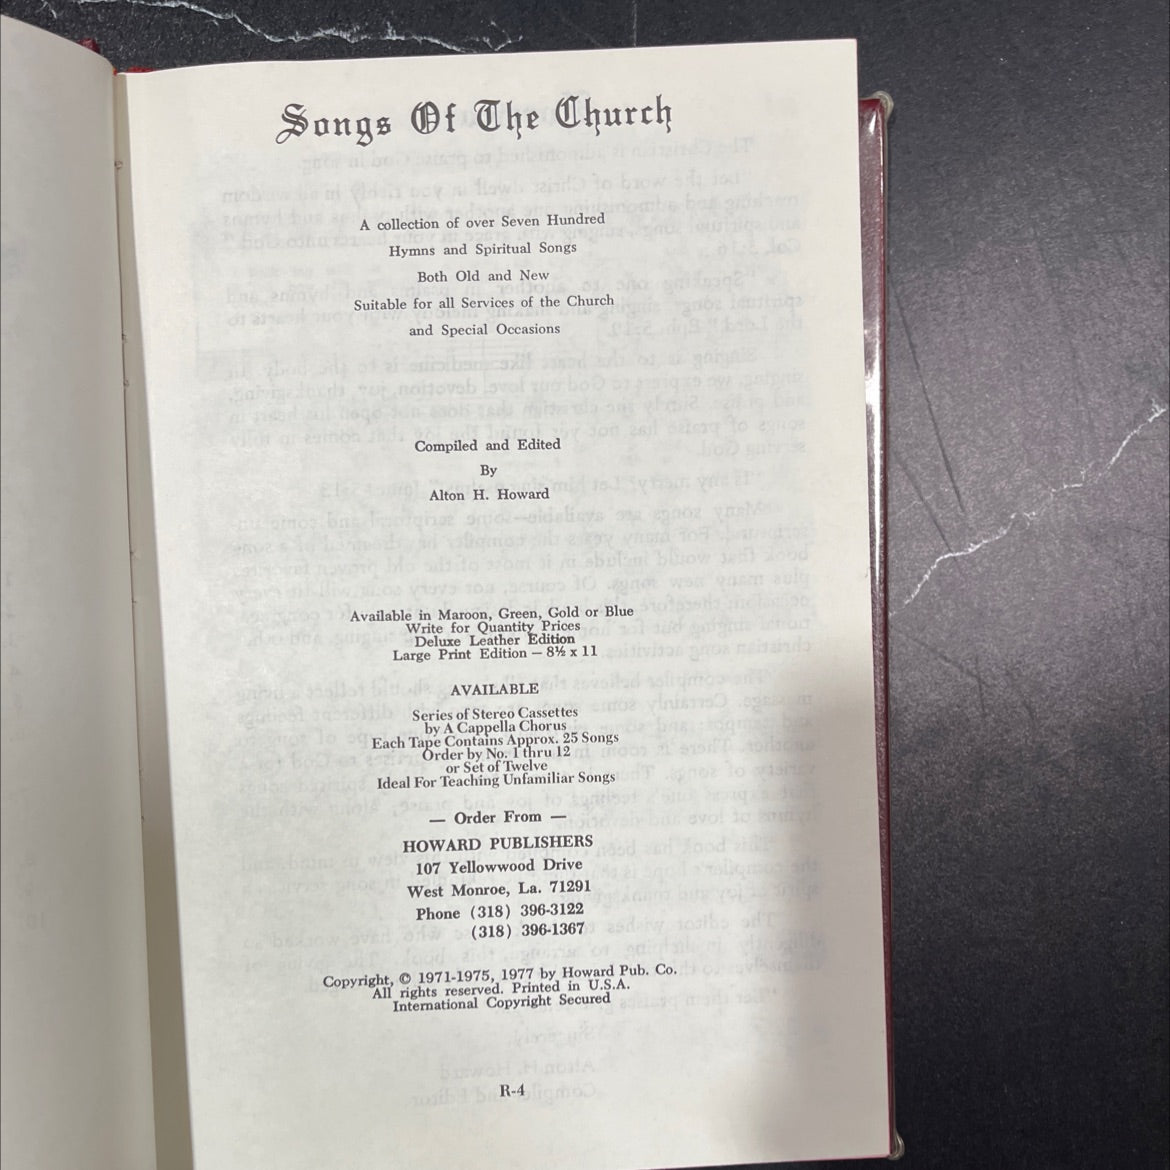 Songs Of The Church
A collection of over Seven Hundred
Hymns and Spiritual Songs
Both Old and New
Suitable for all Services of the Church
and Special Occasions
Compiled and Edited
By
Alton H. Howard
Available in Maroon, Green, Gold or Blue
Write for Quantity Prices
Deluxe Leather Edition
Large Print Edition — 8½ x 11
AVAILABLE
Series of Stereo Cassettes
by A Cappella Chorus
Each Tape Contains Approx. 25 Songs
Order by No. 1 thru 12
or Set of Twelve
Ideal For Teaching Unfamiliar Songs
— Order From —
HOWARD PUBLISHERS
107 Yellowwood Drive
West Monroe, La. 71291
Phone (318) 396-3122
(318) 396-1367
Copyright, © 1971-1975, 1977 by Howard Pub. Co.
All rights reserved. Printed in U.S.A.
International Copyright Secured
R-4